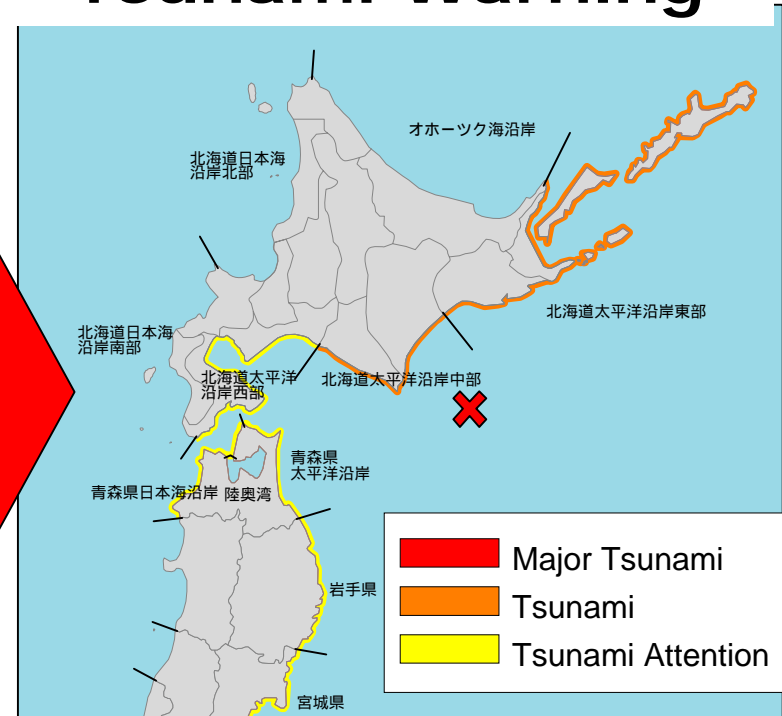 Tsunami Warning
オホーツク海沿岸
北海道日本海
沿岸北部
北海道太平洋沿岸東部
北海道日本海
沿岸南部
北海道太平洋
沿岸西部
北海道太平洋沿岸中部
青森県
太平洋沿岸
青森県日本海沿岸
陸奥湾
岩手県
宮城県
Major Tsunami
Tsunami
Tsunami Attention